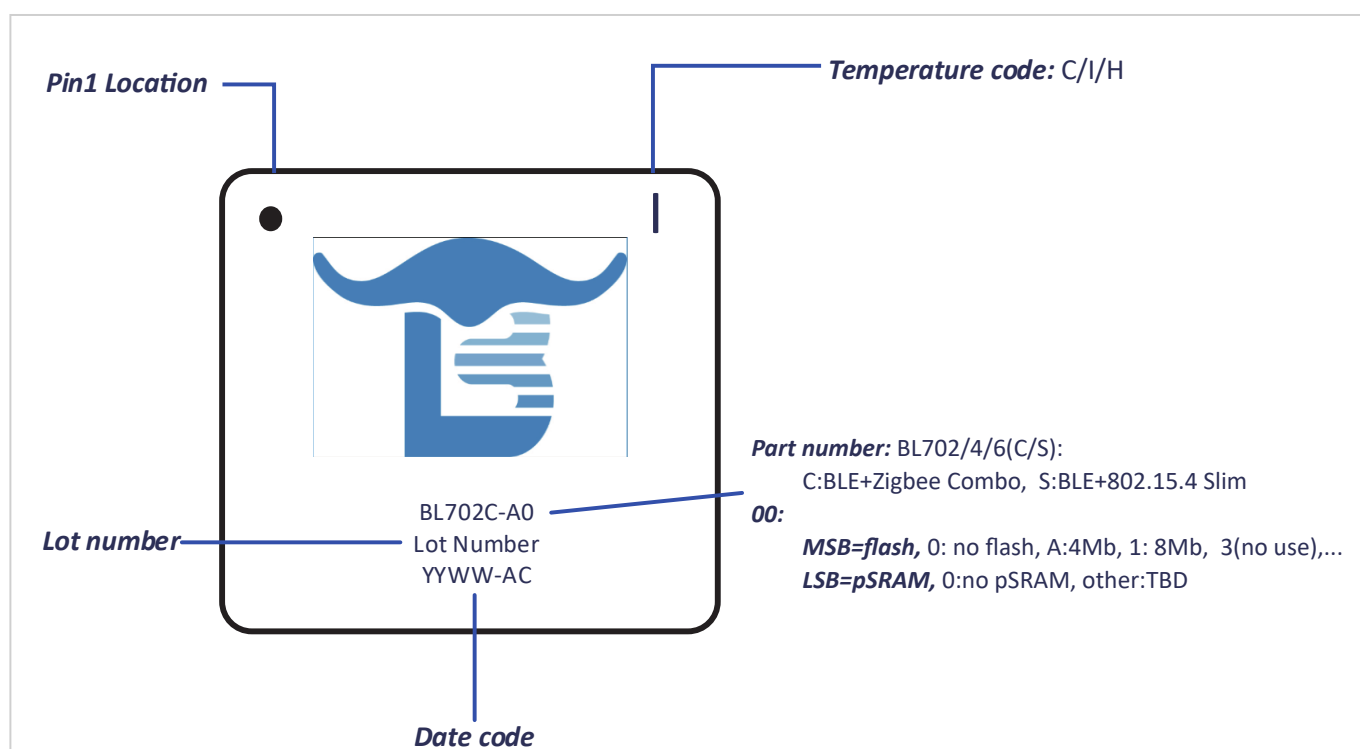 Pin1 Location
Temperature code: C/I/H
I
BL702C-A0
Lot Number
YYWW-AC
Lot number
Date code
Part number: BL702/4/6(C/S):
C:BLE+Zigbee Combo, S:BLE+802.15.4 Slim
00:
MSB=flash, 0: no flash, A:4Mb, 1: 8Mb, 3(no use),...
LSB=pSRAM, 0:no pSRAM, other:TBD